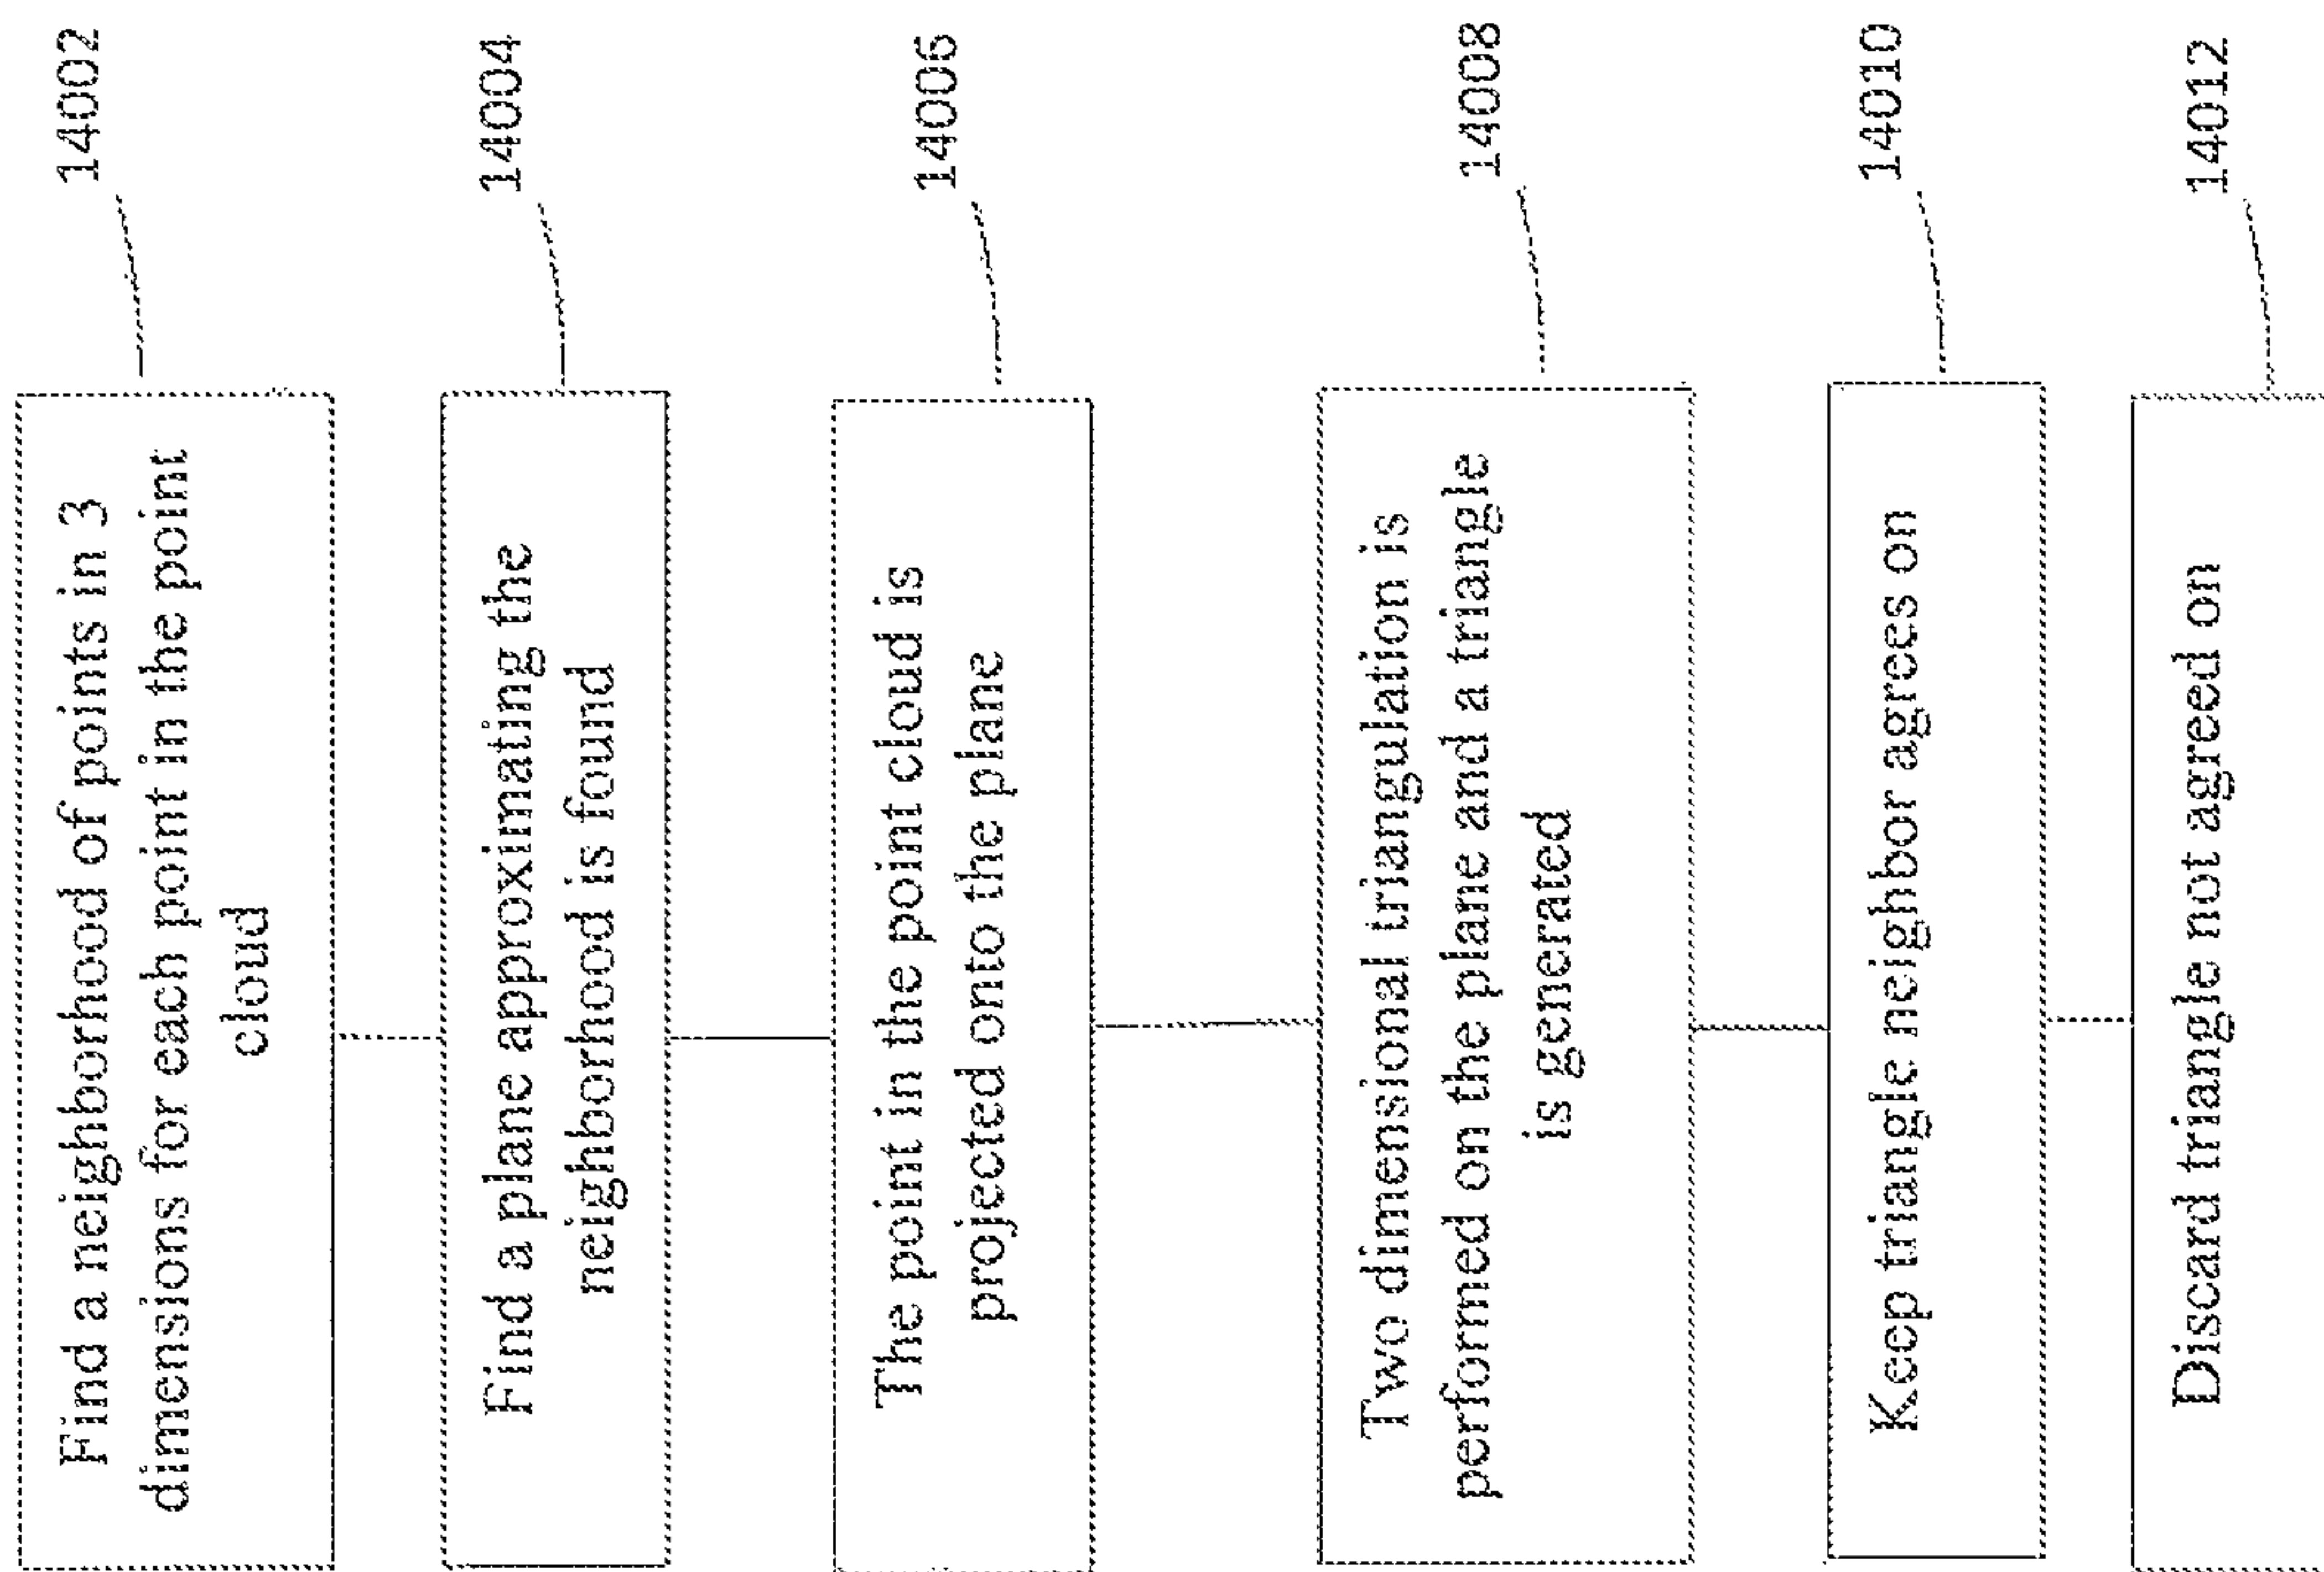 Find a neighborhood of points in 3
dimensions for each point in the point
cloud
14002
Find a plane approximating the
neighborhood is found
14004
The point in the point cloud is
projected onto the plane
14006
Two dimensional triangulation is
performed on the plane and a triangle
is generated
14008
Keep triangle neighbor agrees on
14010
Discard triangle not agreed on
14012